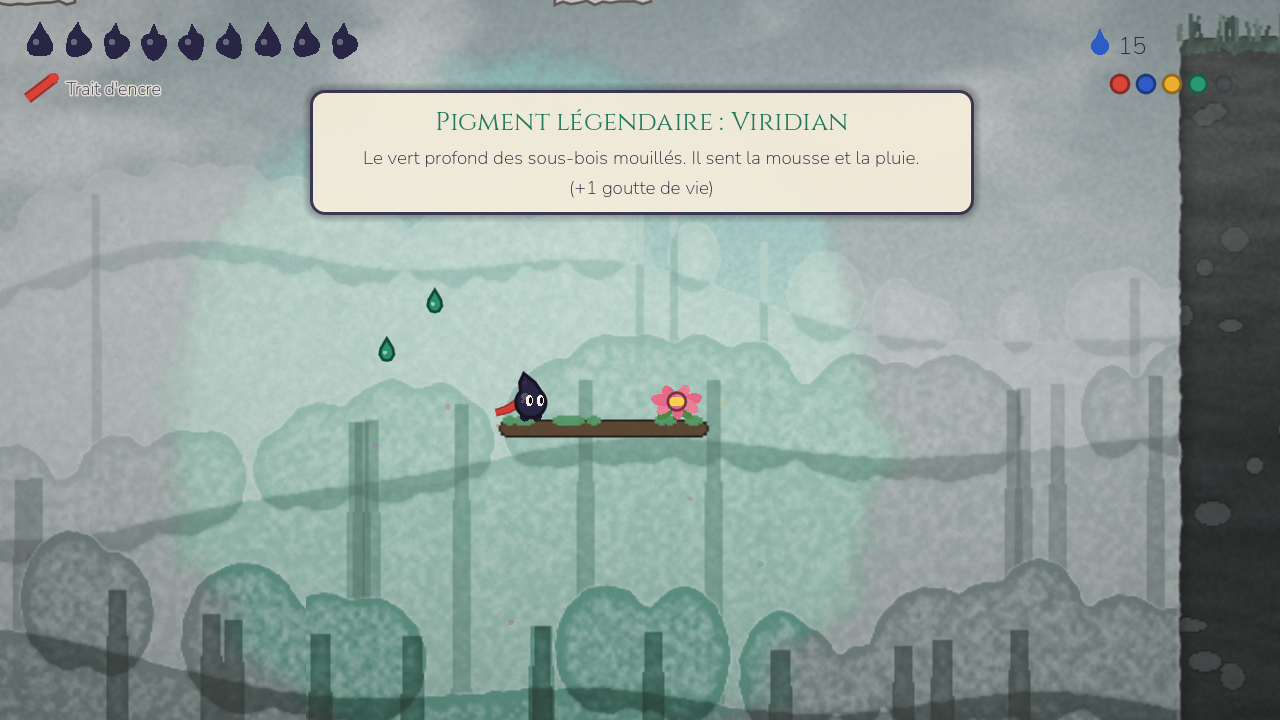 15
Trait d'encre
Pigment légendaire : Viridian
Le vert profond des sous-bois mouillés. Il sent la mousse et la pluie.
(+1 goutte de vie)